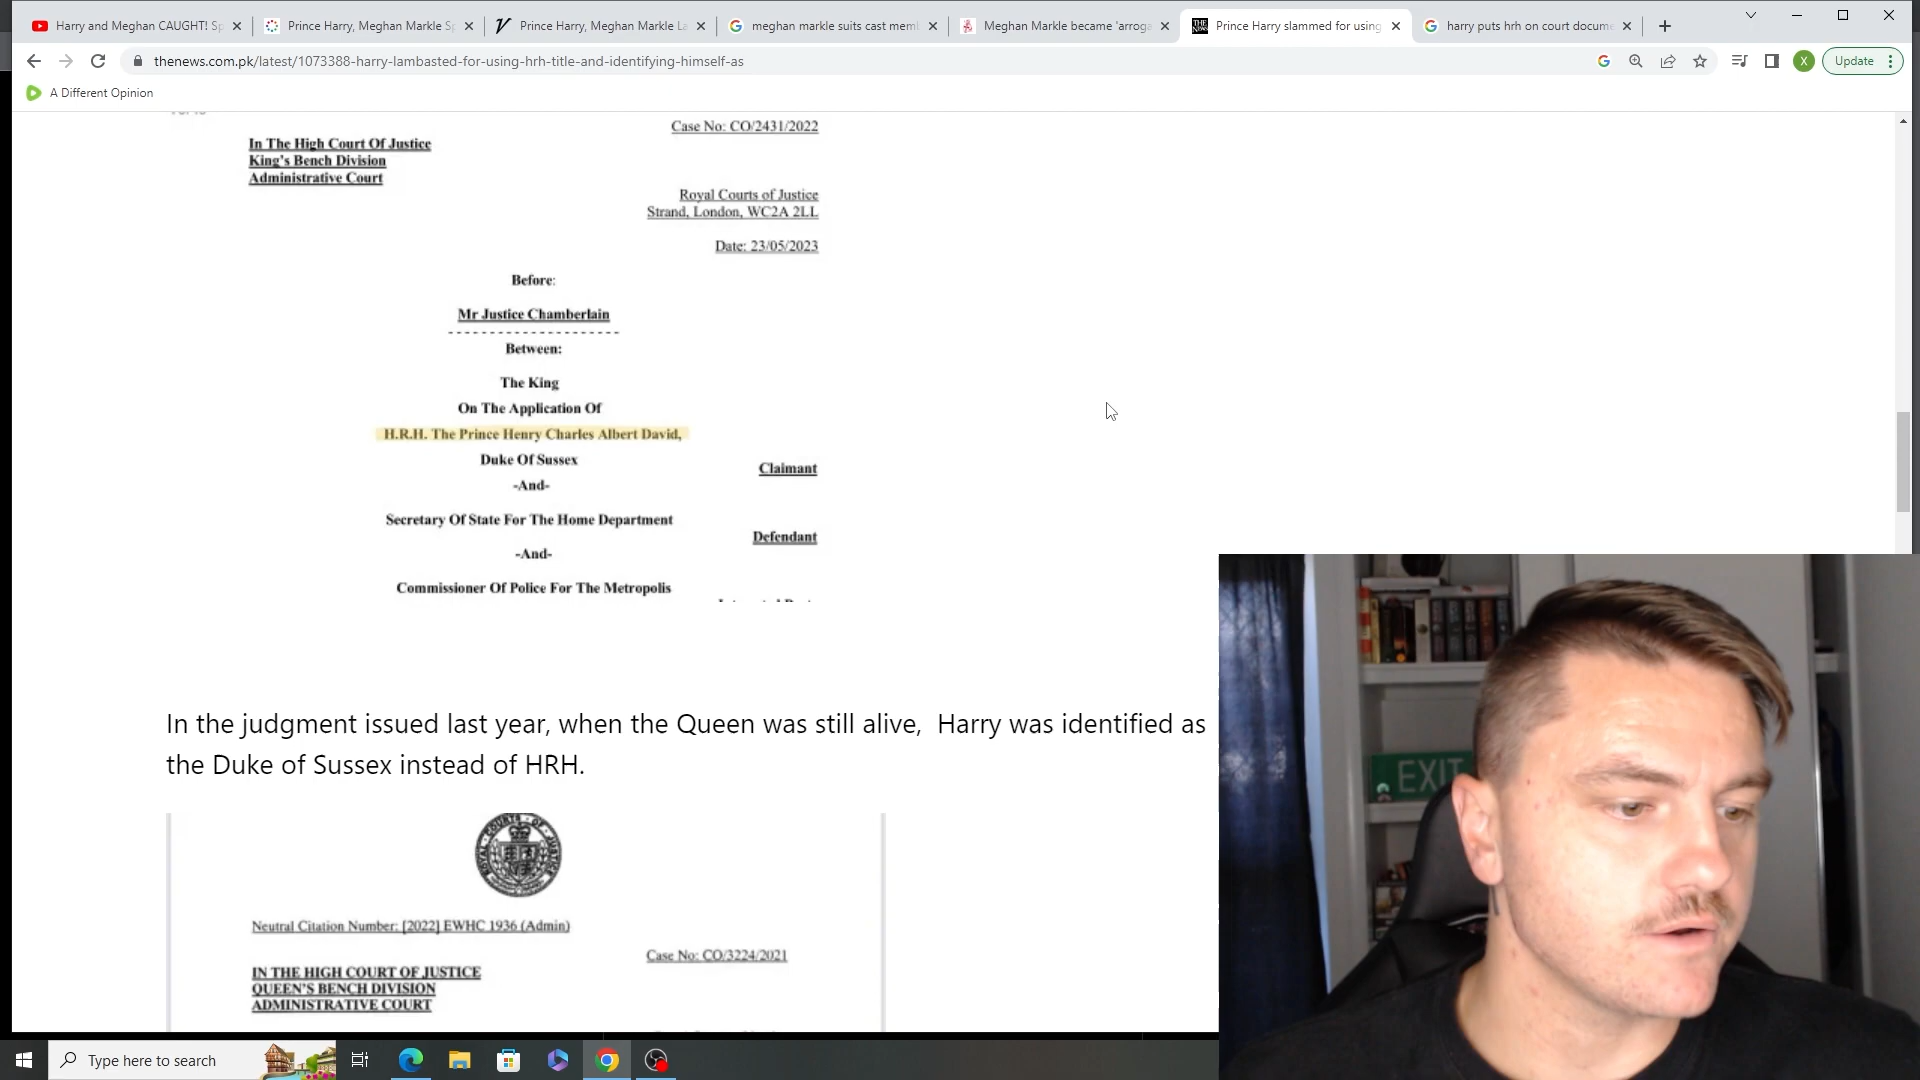 Harry and Meghan CAUGHT! Sp
Prince Harry, Meghan Markle Sp
Prince Harry, Meghan Markle La
meghan markle suits cast mem
Meghan Markle became 'arroga
Prince Harry slammed for using
harry puts hrh on court docume
thenews.com.pk/latest/1073388-harry-lambasted-for-using-hrh-title-and-identifying-himself-as
X
Update
A Different Opinion
Case No: CO/2431/2022
In The High Court Of Justice
King's Bench Division
Administrative Court
Royal Courts of Justice
Strand, London, WC2A 2LL
Date: 23/05/2023
Before:
Mr Justice Chamberlain
- - - - - - - - - - - - - - - - - - - - -
Between:
The King
On The Application Of
H.R.H. The Prince Henry Charles Albert David,
Duke Of Sussex
Claimant
-And-
Secretary Of State For The Home Department
Defendant
-And-
Commissioner Of Police For The Metropolis
In the judgment issued last year, when the Queen was still alive, Harry was identified as
the Duke of Sussex instead of HRH.
ROYAL COURTS OF JUSTICE
Neutral Citation Number: [2022] EWHC 1936 (Admin)
Case No: CO/3224/2021
IN THE HIGH COURT OF JUSTICE
QUEEN'S BENCH DIVISION
ADMINISTRATIVE COURT
EXIT
Type here to search